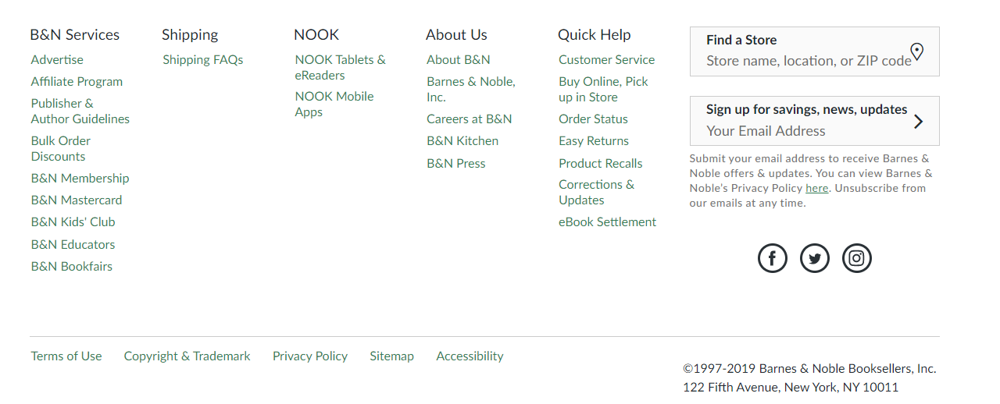 B&N Services
Advertise
Affiliate Program
Publisher &
Author Guidelines
Bulk Order
Discounts
B&N Membership
B&N Mastercard
B&N Kids' Club
B&N Educators
B&N Bookfairs
Shipping
Shipping FAQs
NOOK
NOOK Tablets &
eReaders
NOOK Mobile
Apps
About Us
About B&N
Barnes & Noble,
Inc.
Careers at B&N
B&N Kitchen
B&N Press
Quick Help
Customer Service
Buy Online, Pick
up in Store
Order Status
Easy Returns
Product Recalls
Corrections &
Updates
eBook Settlement
Find a Store
Store name, location, or ZIP code
Sign up for savings, news, updates
Your Email Address
Submit your email address to receive Barnes &
Noble offers & updates. You can view Barnes &
Noble's Privacy Policy here. Unsubscribe from
our emails at any time.
Terms of Use Copyright & Trademark Privacy Policy Sitemap Accessibility
©1997-2019 Barnes & Noble Booksellers, Inc.
122 Fifth Avenue, New York, NY 10011